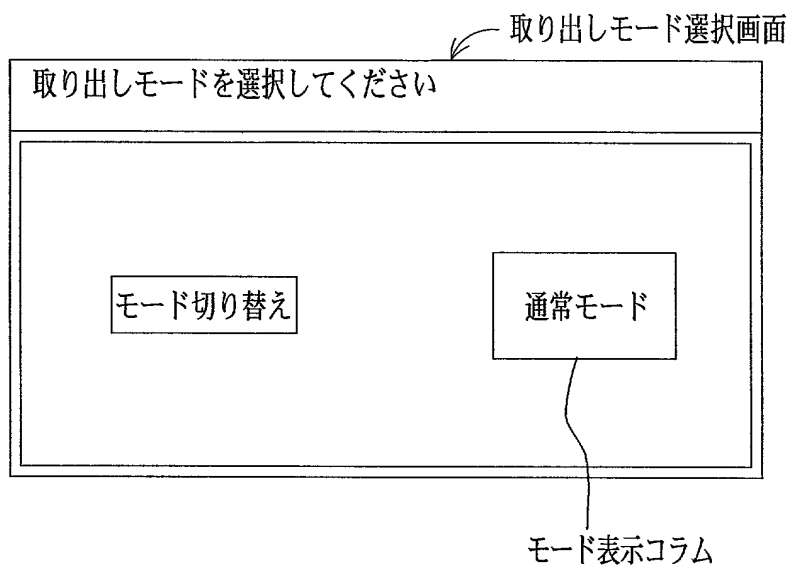 取り出しモード選択画面
取り出しモードを選択してください
モード切り替え
通常モード
モード表示コラム